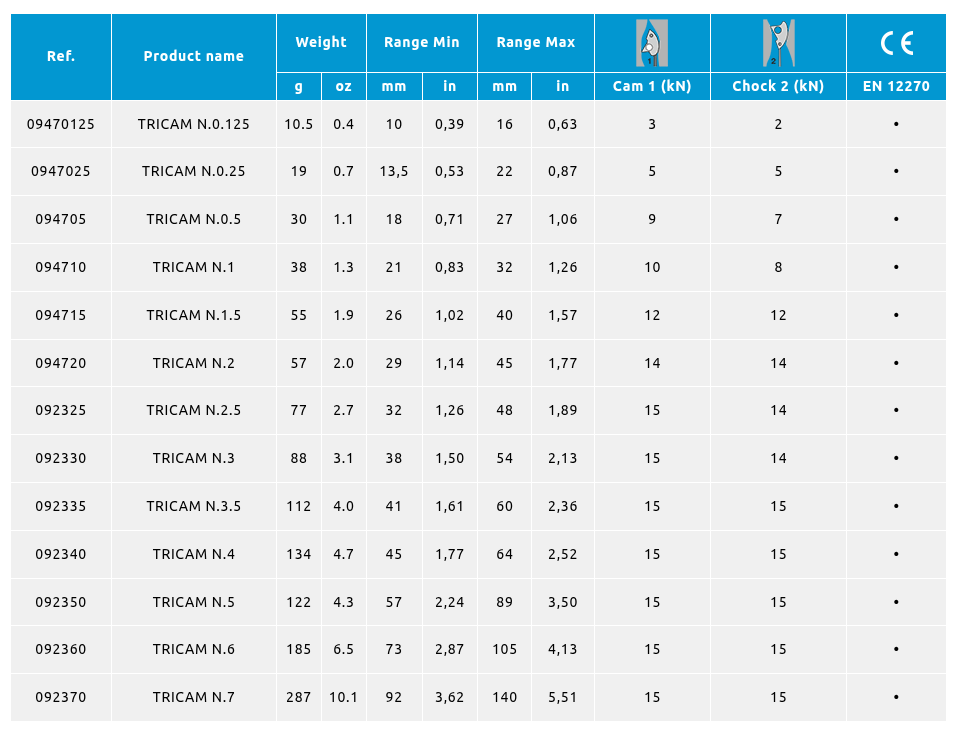 Ref. Product name Weight Range Min Range Max 1 2 CE
g oz mm in mm in Cam 1 (kN) Chock 2 (kN) EN 12270
09470125 TRICAM N.0.125 10.5 0.4 10 0,39 16 0,63 3 2 •
0947025 TRICAM N.0.25 19 0.7 13,5 0,53 22 0,87 5 5 •
094705 TRICAM N.0.5 30 1.1 18 0,71 27 1,06 9 7 •
094710 TRICAM N.1 38 1.3 21 0,83 32 1,26 10 8 •
094715 TRICAM N.1.5 55 1.9 26 1,02 40 1,57 12 12 •
094720 TRICAM N.2 57 2.0 29 1,14 45 1,77 14 14 •
092325 TRICAM N.2.5 77 2.7 32 1,26 48 1,89 15 14 •
092330 TRICAM N.3 88 3.1 38 1,50 54 2,13 15 14 •
092335 TRICAM N.3.5 112 4.0 41 1,61 60 2,36 15 15 •
092340 TRICAM N.4 134 4.7 45 1,77 64 2,52 15 15 •
092350 TRICAM N.5 122 4.3 57 2,24 89 3,50 15 15 •
092360 TRICAM N.6 185 6.5 73 2,87 105 4,13 15 15 •
092370 TRICAM N.7 287 10.1 92 3,62 140 5,51 15 15 •